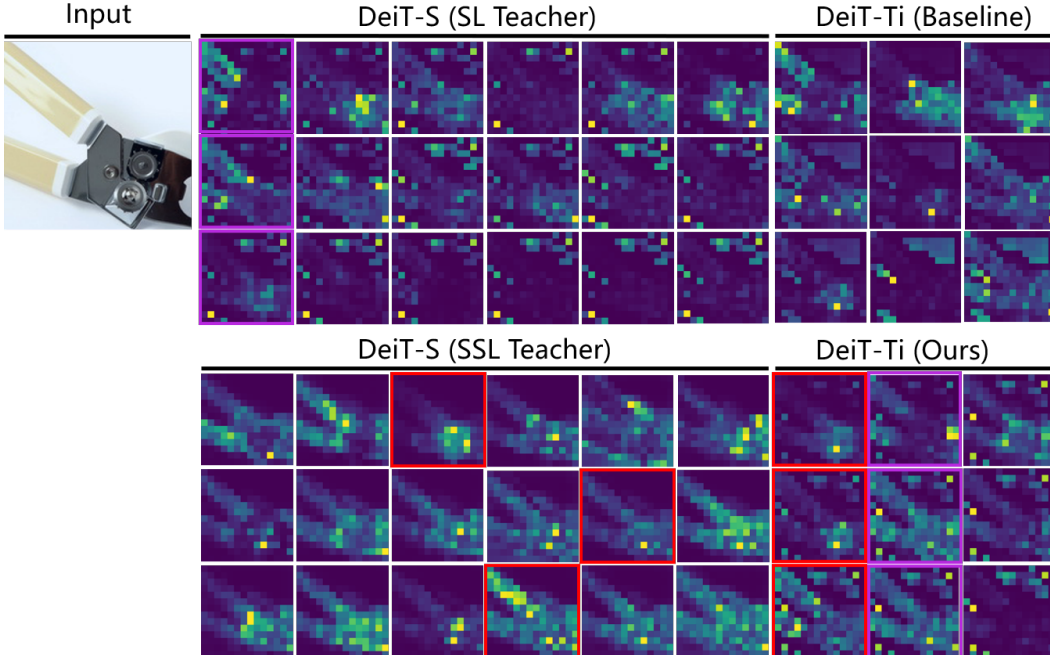 Input
DeiT-S (SL Teacher)
DeiT-Ti (Baseline)
DeiT-S (SSL Teacher)
DeiT-Ti (Ours)